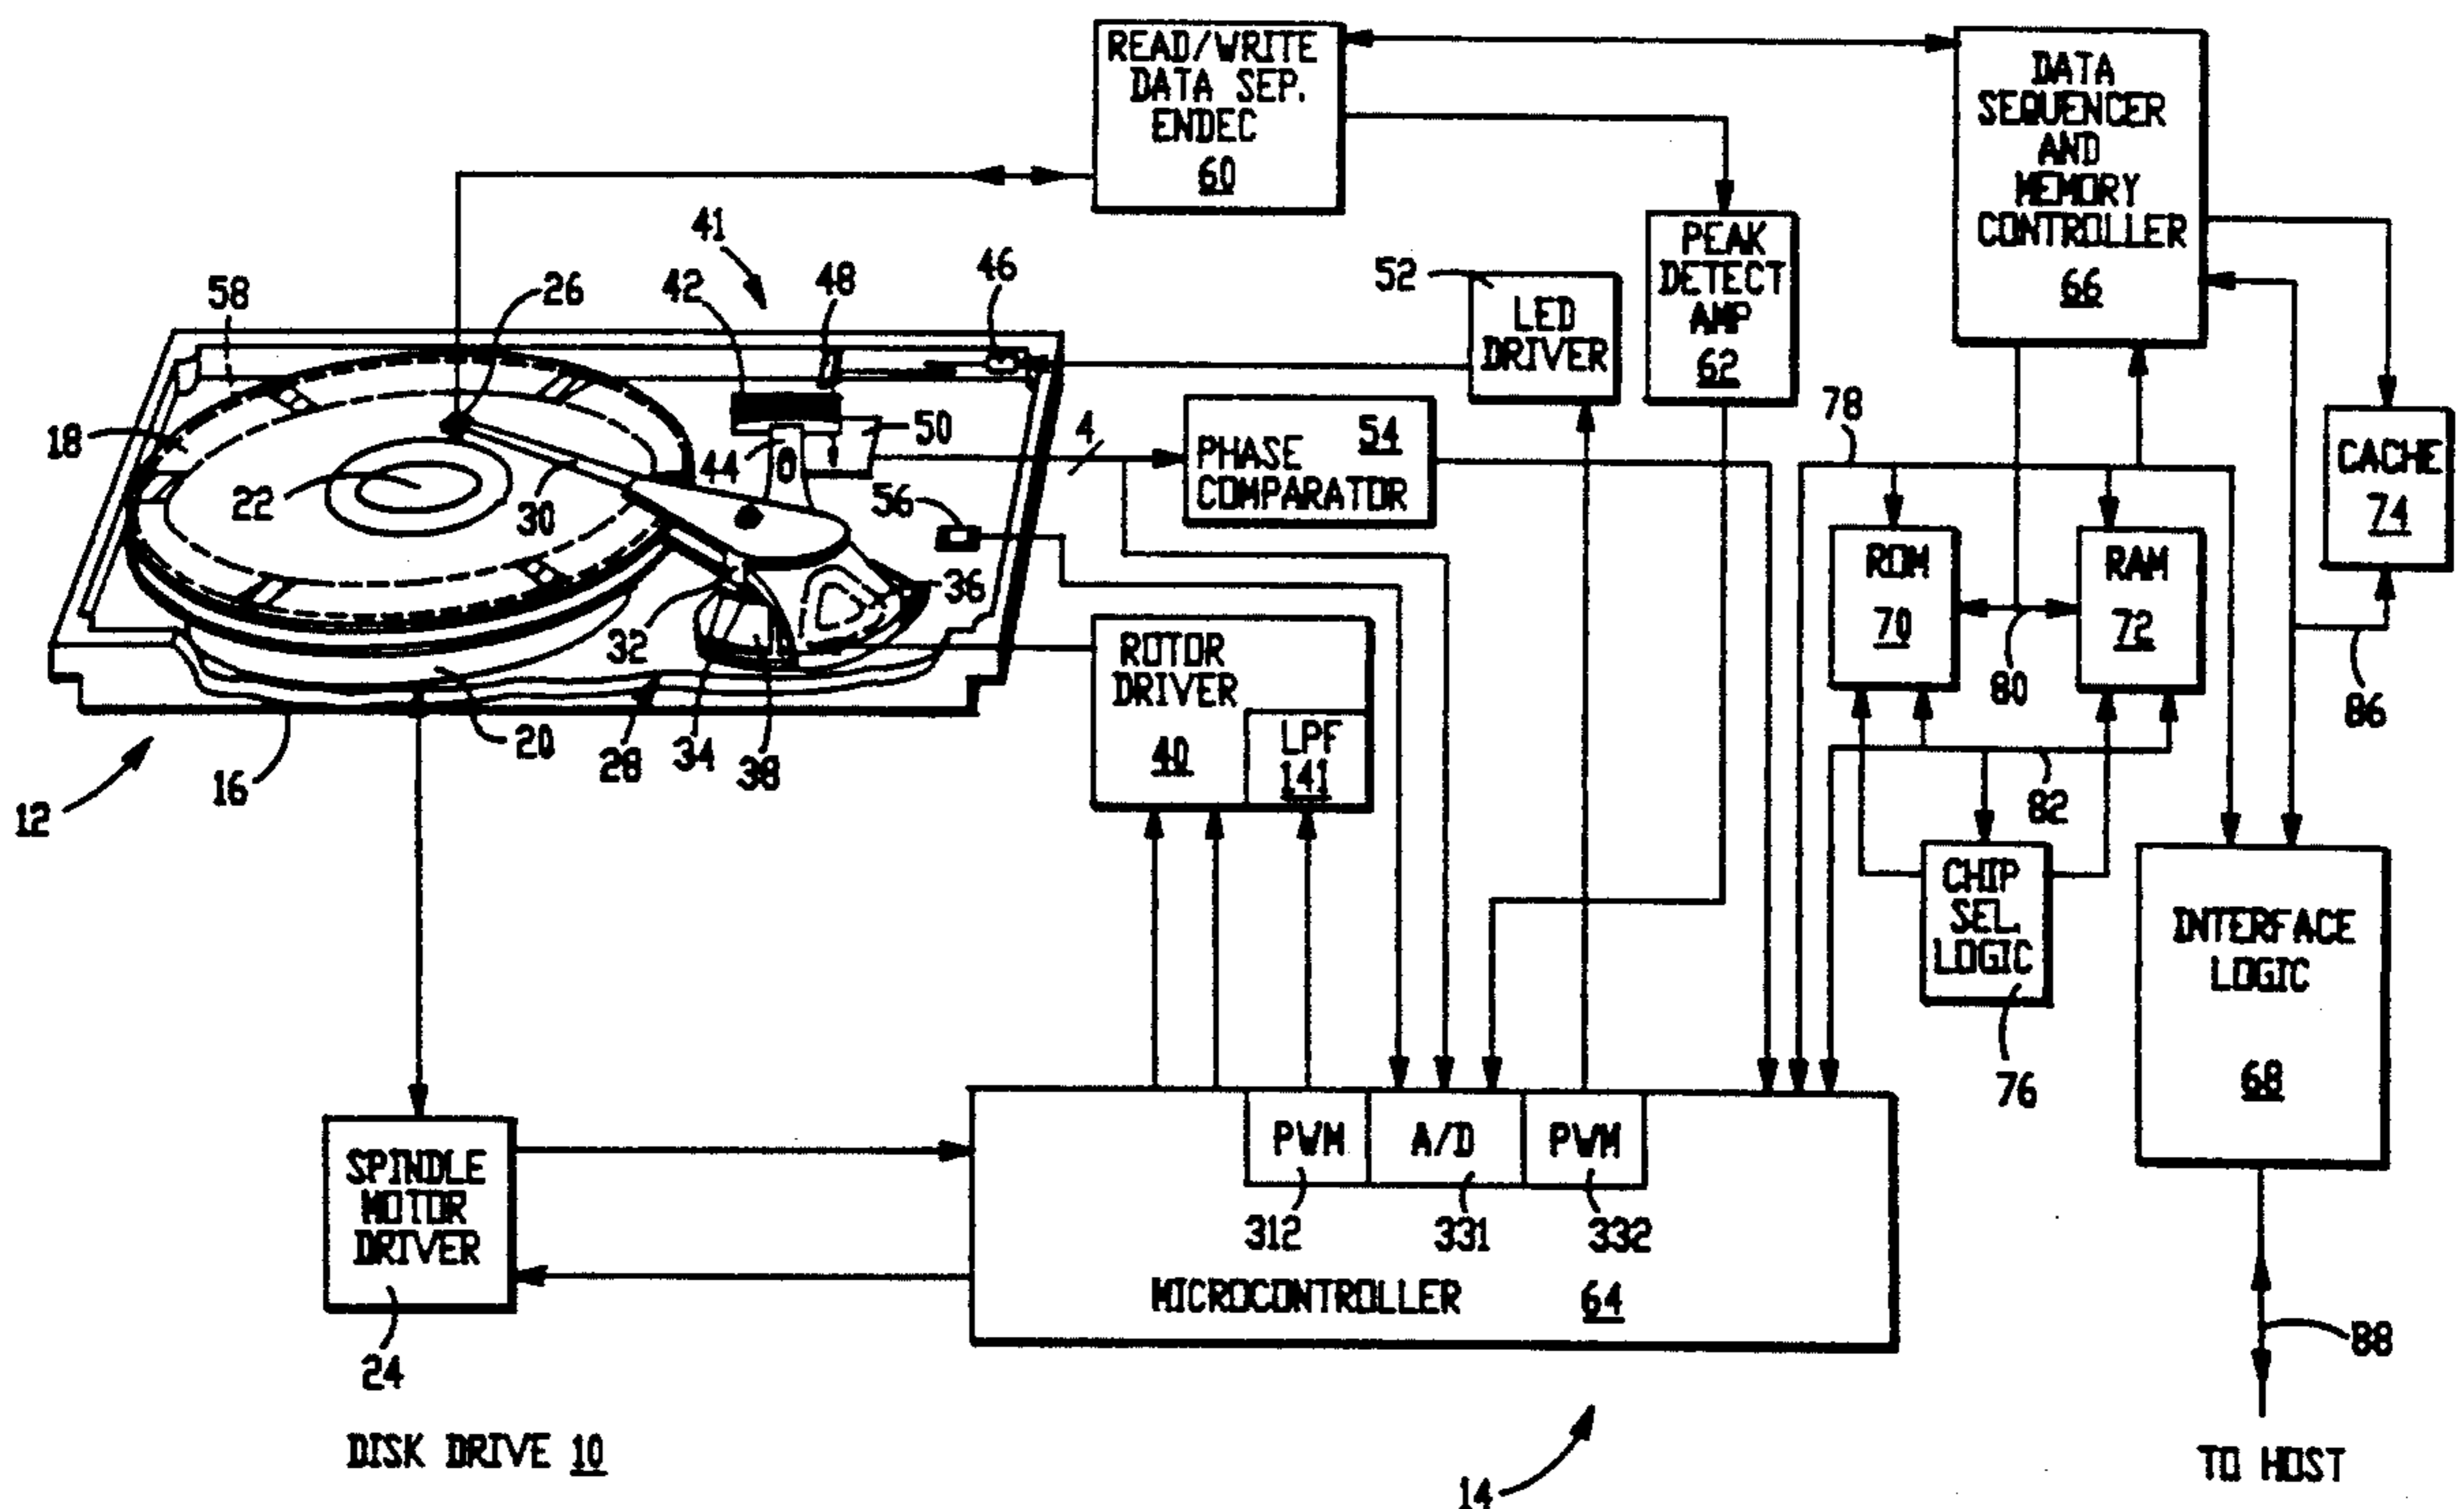 READ/WRITE
DATA SEP.
ENDEC
60
DATA
SEQUENCER
AND
MEMORY
CONTROLLER
66
41
PEAK
DETECT
AMP
62
58
26
42
48
46
52
LED
DRIVER
18
22
30
44
50
4
54
PHASE
COMPARATOR
78
CACHE
74
56
36
32
ROM
70
RAM
72
80
86
ROTOR
DRIVER
40
LPF
141
12
16
20
28
34
38
82
CHIP
SEL.
LOGIC
76
INTERFACE
LOGIC
68
SPINDLE
MOTOR
DRIVER
24
PWM
A/D
PWM
312
331
332
MICROCONTROLLER 64
88
DISK DRIVE 10
14
TO HOST